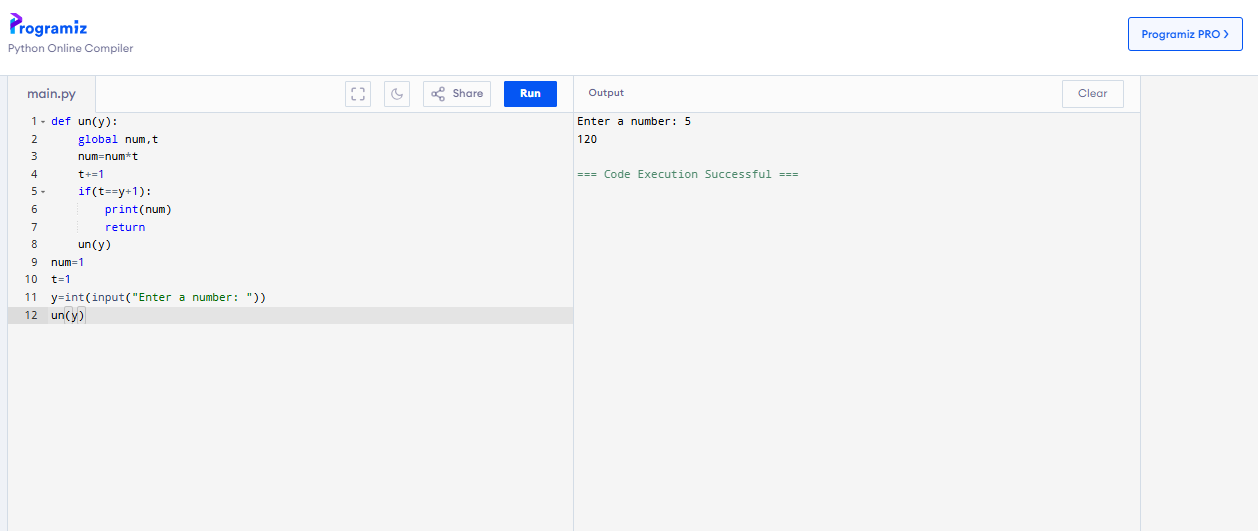 Programiz
Python Online Compiler
Programiz PRO >
main.py
Share
Run
1 def un(y):
2     global num,t
3     num=num*t
4     t+=1
5     if(t==y+1):
6         print(num)
7         return
8     un(y)
9 num=1
10 t=1
11 y=int(input("Enter a number: "))
12 un(y)
Output
Clear
Enter a number: 5
120
=== Code Execution Successful ===